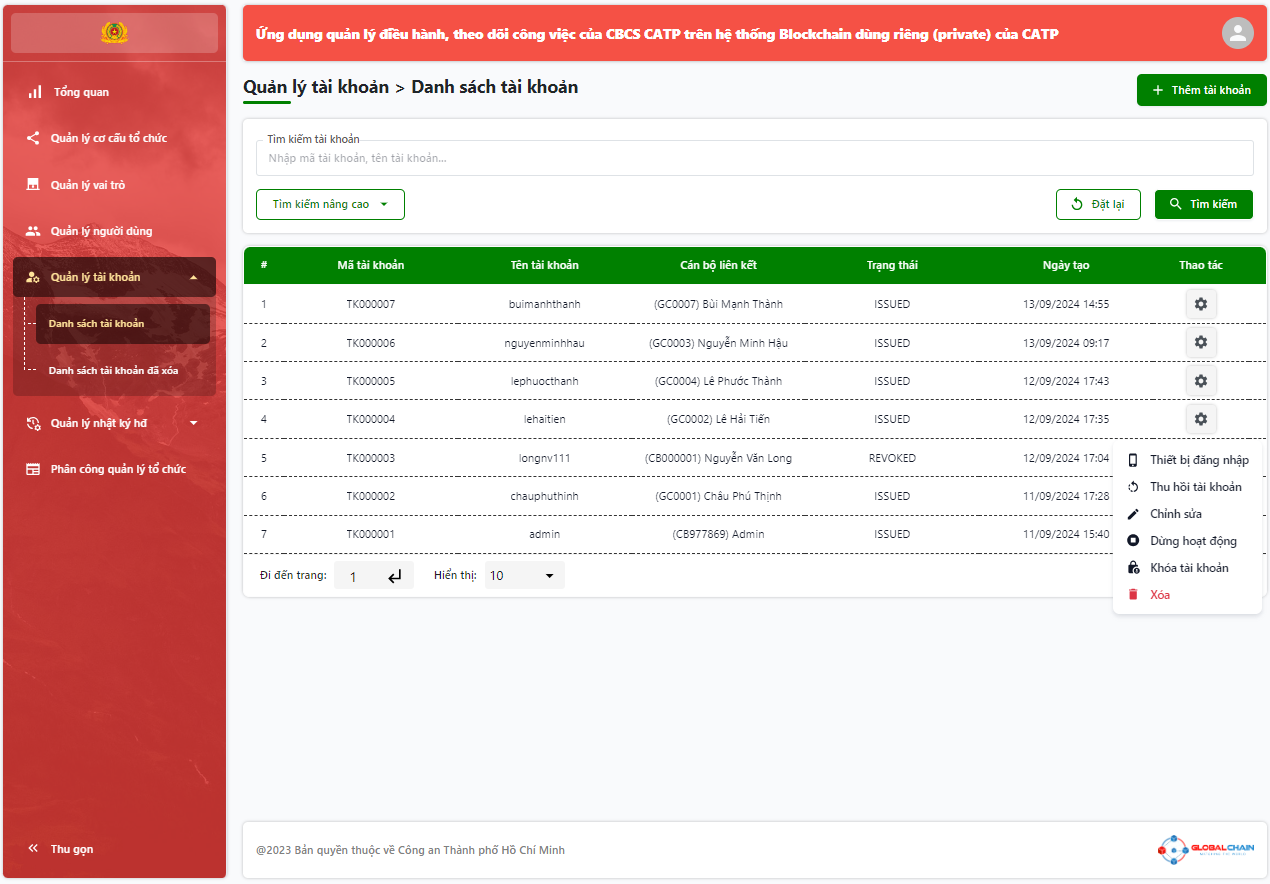 Ứng dụng quản lý điều hành, theo dõi công việc của CBCS CATP trên hệ thống Blockchain dùng riêng (private) của CATP
Tổng quan
Quản lý cơ cấu tổ chức
Quản lý vai trò
Quản lý người dùng
Quản lý tài khoản
Danh sách tài khoản
Danh sách tài khoản đã xóa
Quản lý nhật ký hđ
Phân công quản lý tổ chức
Thu gọn
Quản lý tài khoản > Danh sách tài khoản
Thêm tài khoản
Tìm kiếm tài khoản
Nhập mã tài khoản, tên tài khoản...
Tìm kiếm nâng cao
Đặt lại
Tìm kiếm
# Mã tài khoản Tên tài khoản Cán bộ liên kết Trạng thái Ngày tạo Thao tác
1 TK000007 buimanhthanh (GC0007) Bùi Mạnh Thành ISSUED 13/09/2024 14:55
2 TK000006 nguyenminhhau (GC0003) Nguyễn Minh Hậu ISSUED 13/09/2024 09:17
3 TK000005 lephuocthanh (GC0004) Lê Phước Thành ISSUED 12/09/2024 17:43
4 TK000004 lehaitien (GC0002) Lê Hải Tiến ISSUED 12/09/2024 17:35
5 TK000003 longnv111 (CB000001) Nguyễn Văn Long REVOKED 12/09/2024 17:04
6 TK000002 chauphuthinh (GC0001) Châu Phú Thịnh ISSUED 11/09/2024 17:28
7 TK000001 admin (CB977869) Admin ISSUED 11/09/2024 15:40
Thiết bị đăng nhập
Thu hồi tài khoản
Chỉnh sửa
Dừng hoạt động
Khóa tài khoản
Xóa
Đi đến trang: 1 Hiển thị: 10
@2023 Bản quyền thuộc về Công an Thành phố Hồ Chí Minh
GLOBALCHAIN